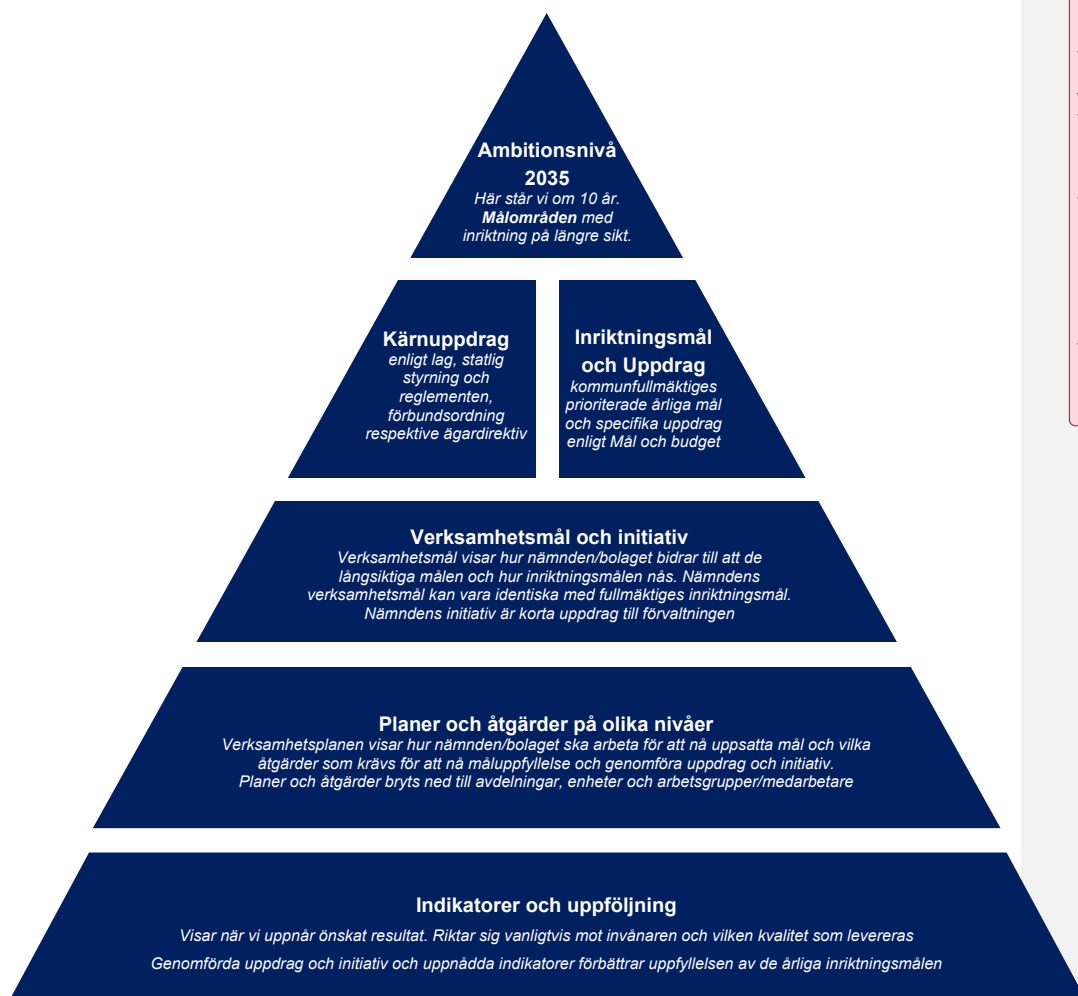 Ambitionsnivå
2035
Här står vi om 10 år.
Målområden med
inriktning på längre sikt.
Kärnuppdrag
enligt lag, statlig
styrning och
reglementen,
förbundsordning
respektive ägardirektiv
Inriktningsmål
och Uppdrag
kommunfullmäktiges
prioriterade årliga mål
och specifika uppdrag
enligt Mål och budget
Verksamhetsmål och initiativ
Verksamhetsmål visar hur nämnden/bolaget bidrar till att de
långsiktiga målen och hur inriktningsmålen nås. Nämndens
verksamhetsmål kan vara identiska med fullmäktiges inriktningsmål.
Nämndens initiativ är korta uppdrag till förvaltningen
Planer och åtgärder på olika nivåer
Verksamhetsplanen visar hur nämnden/bolaget ska arbeta för att nå uppsatta mål och vilka
åtgärder som krävs för att nå måluppfyllelse och genomföra uppdrag och initiativ.
Planer och åtgärder bryts ned till avdelningar, enheter och arbetsgrupper/medarbetare
Indikatorer och uppföljning
Visar när vi uppnår önskat resultat. Riktar sig vanligtvis mot invånaren och vilken kvalitet som levereras
Genomförda uppdrag och initiativ och uppnådda indikatorer förbättrar uppfyllelsen av de årliga inriktningsmålen